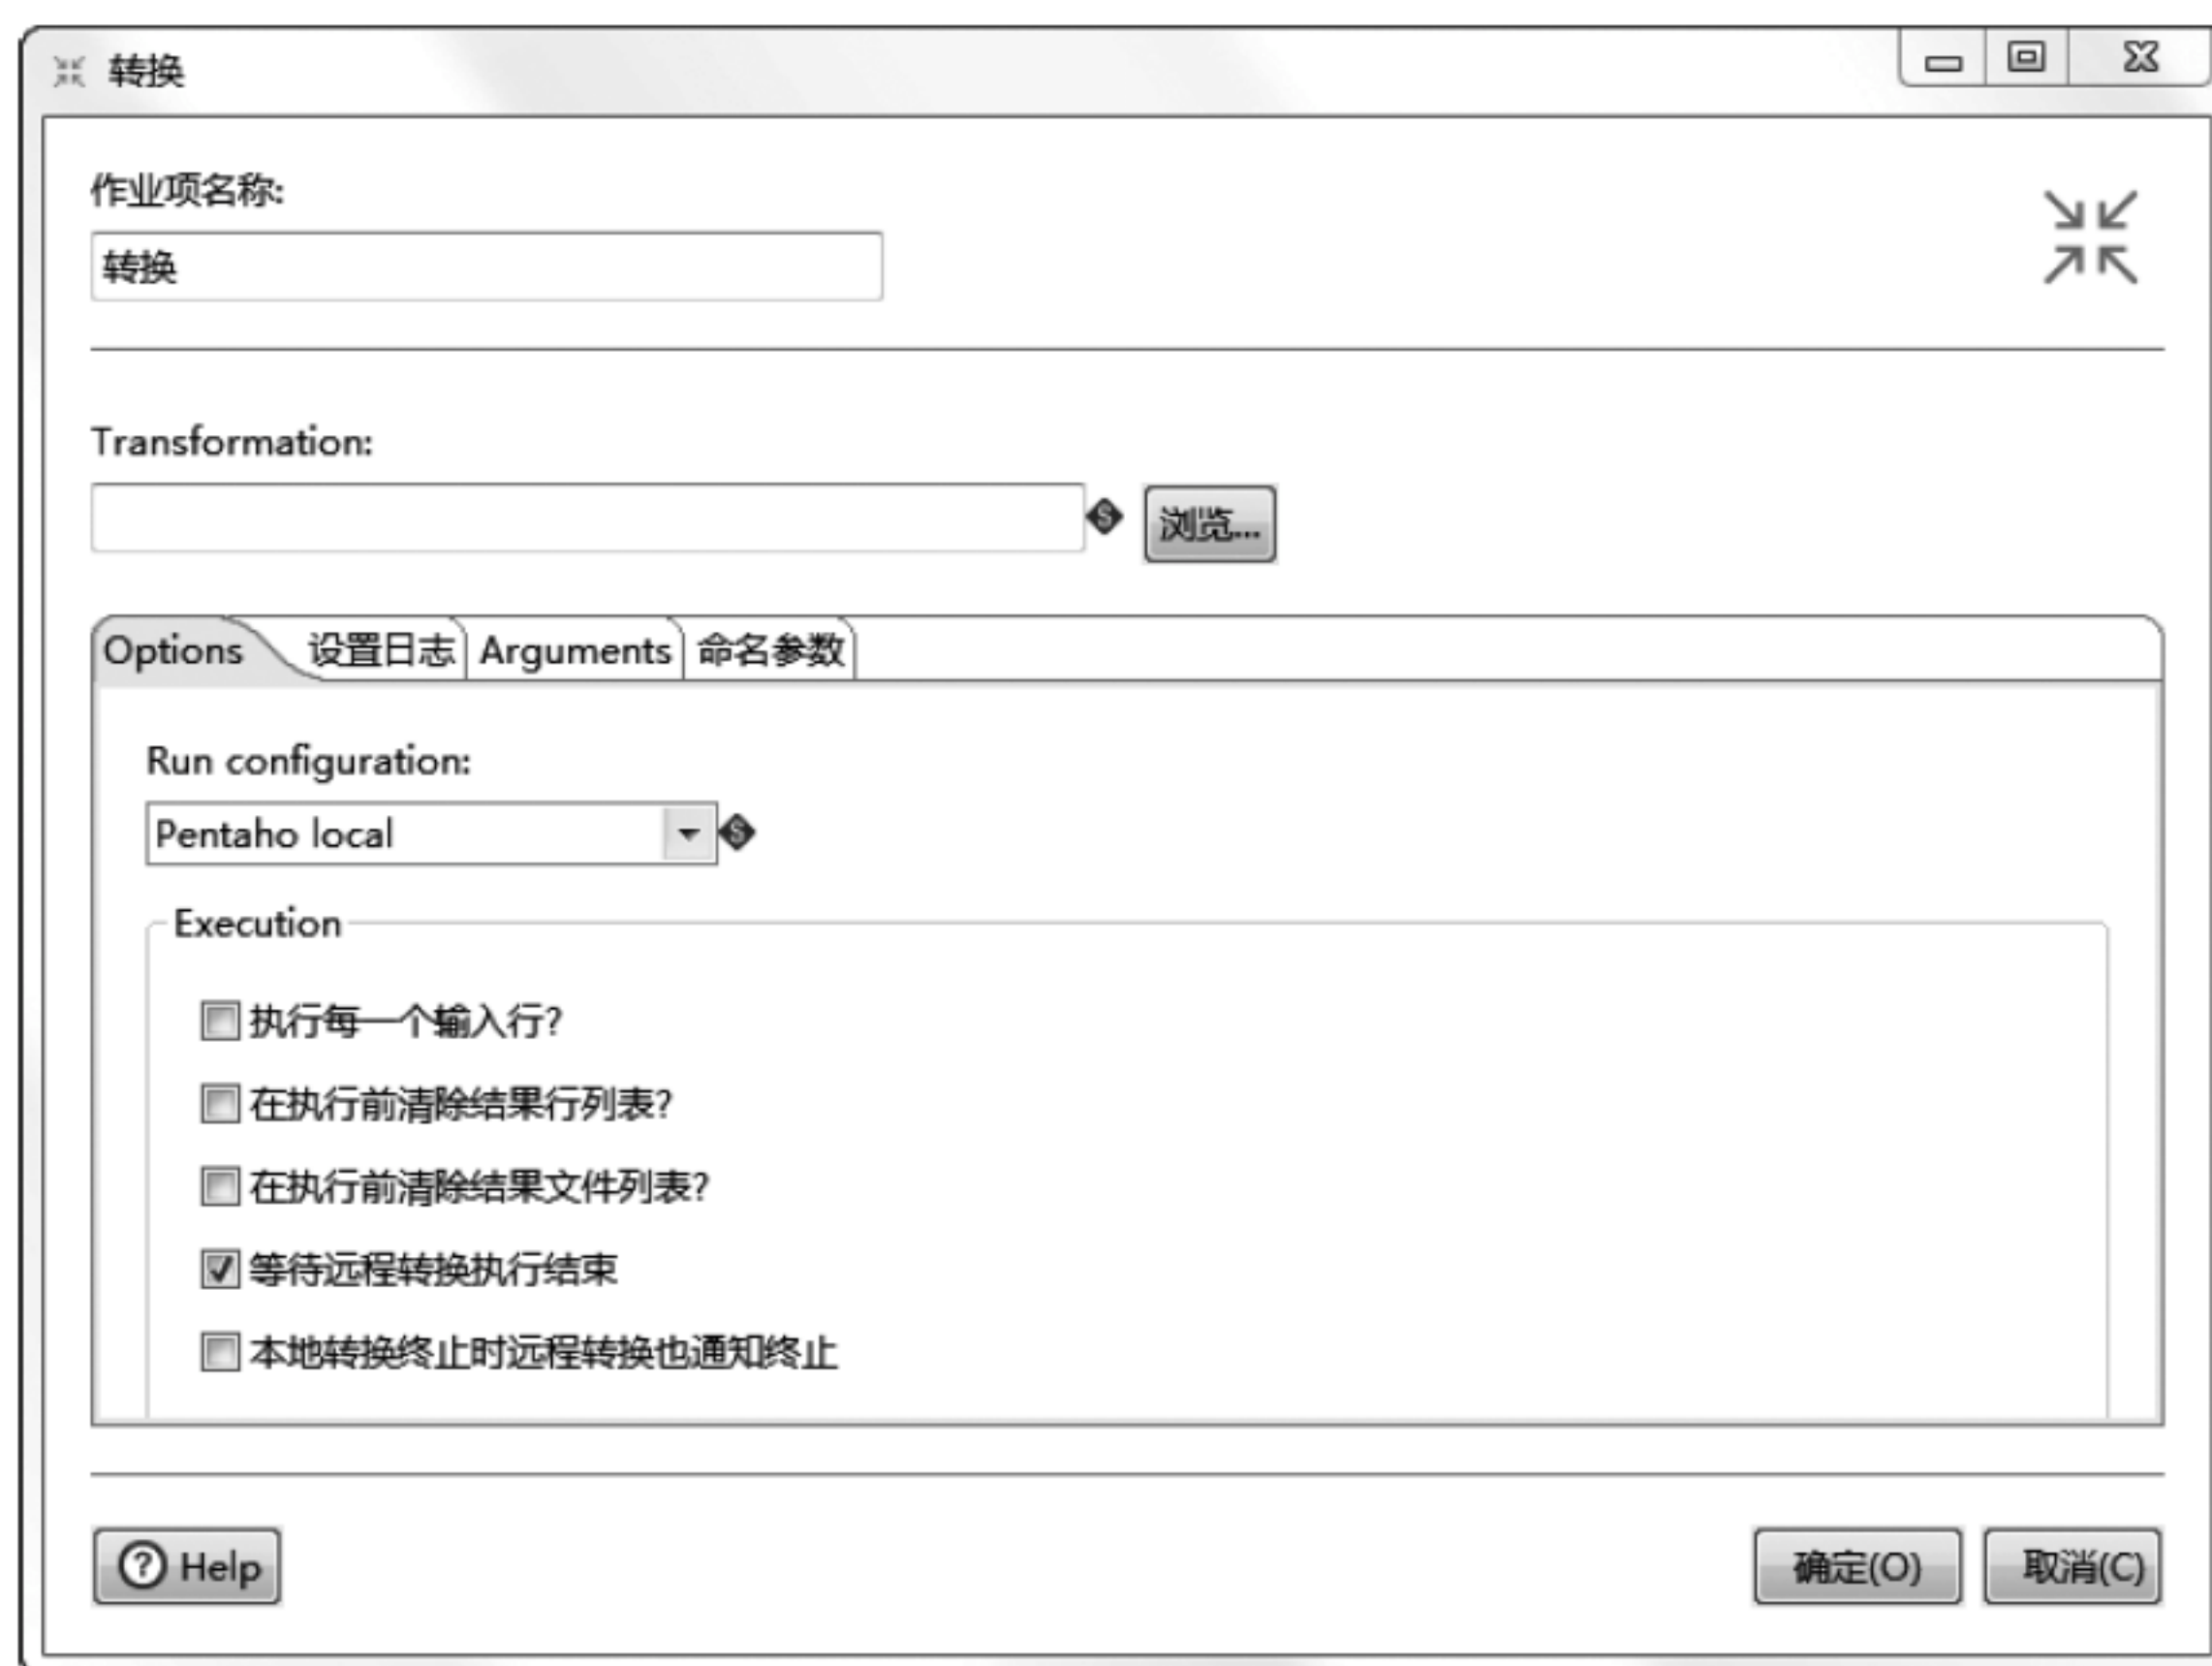 转换
作业项名称:
转换
Transformation:
浏览...
Options 设置日志 Arguments 命名参数
Run configuration:
Pentaho local
Execution
执行每一个输入行?
在执行前清除结果行列表?
在执行前清除结果文件列表?
等待远程转换执行结束
本地转换终止时远程转换也通知终止
Help 确定(O) 取消(C)